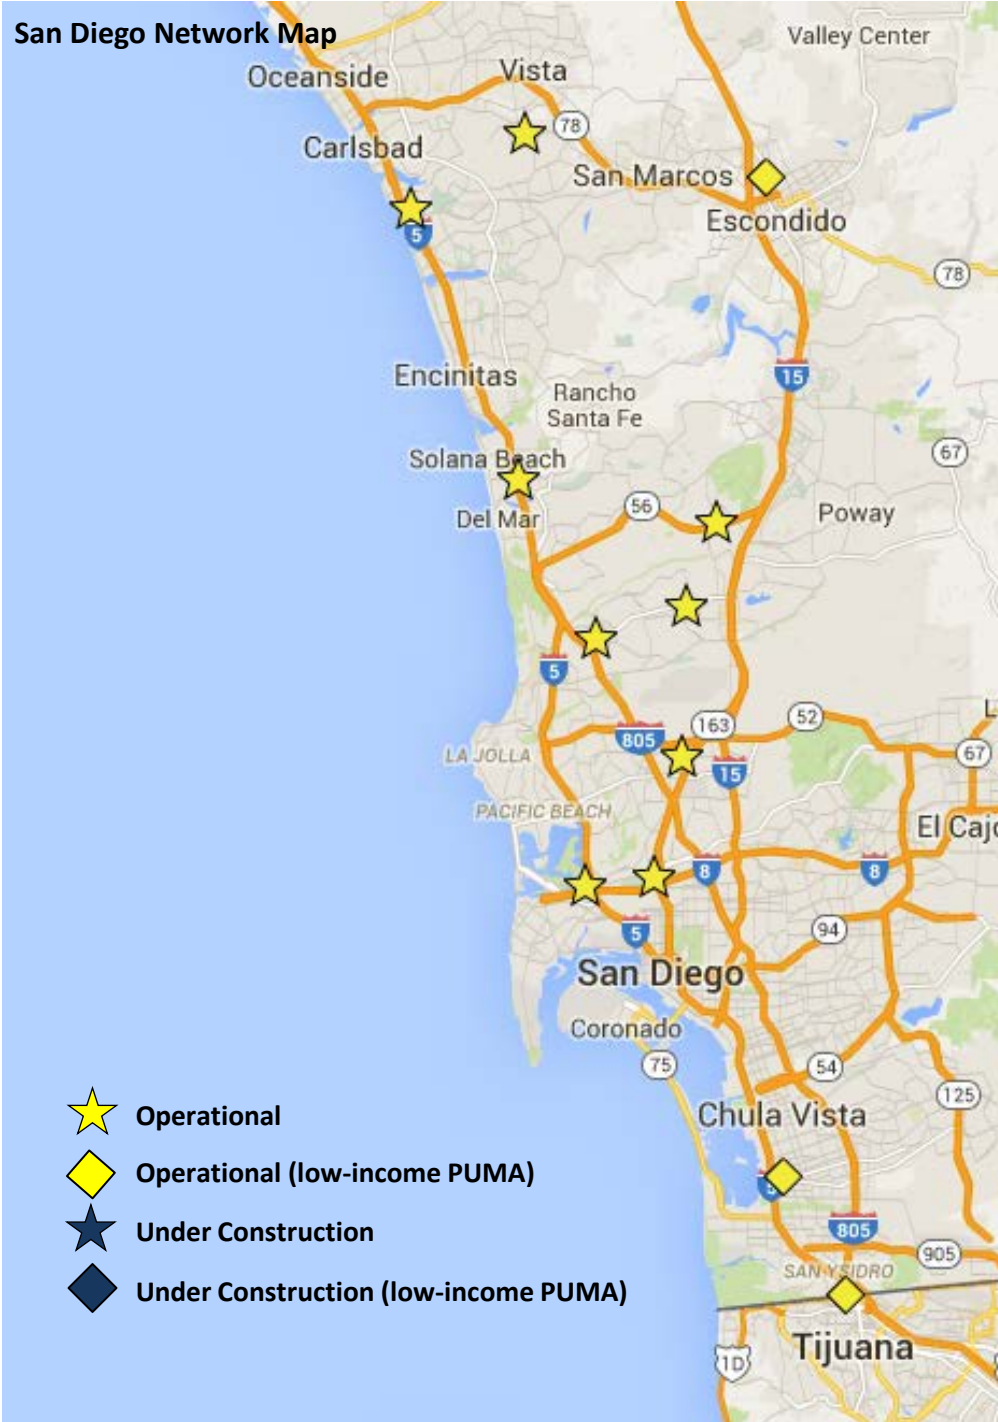 San Diego Network Map
Valley Center
Oceanside
Vista
78
Carlsbad
San Marcos
Escondido
5
78
15
Encinitas
Rancho
Santa Fe
67
Solana Beach
56
Poway
Del Mar
5
163
52
805
67
LA JOLLA
15
PACIFIC BEACH
El Cajo
8
8
94
5
San Diego
Coronado
75
54
125
Chula Vista
Operational
Operational (low-income PUMA)
5
Under Construction
805
905
SAN YSIDRO
Under Construction (low-income PUMA)
Tijuana
1D